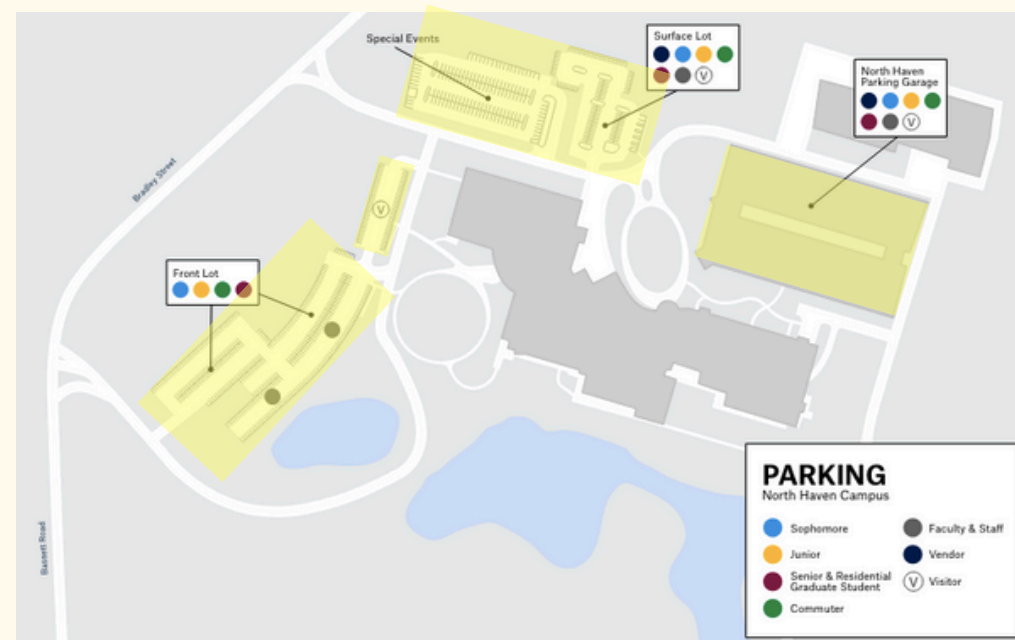 Special Events
Surface Lot
V
North Haven
Parking Garage
V
Bradley Street
V
Front Lot
Bassett Road
PARKING
North Haven Campus
Sophomore
Junior
Senior & Residential
Graduate Student
Commuter
Faculty & Staff
Vendor
V Visitor